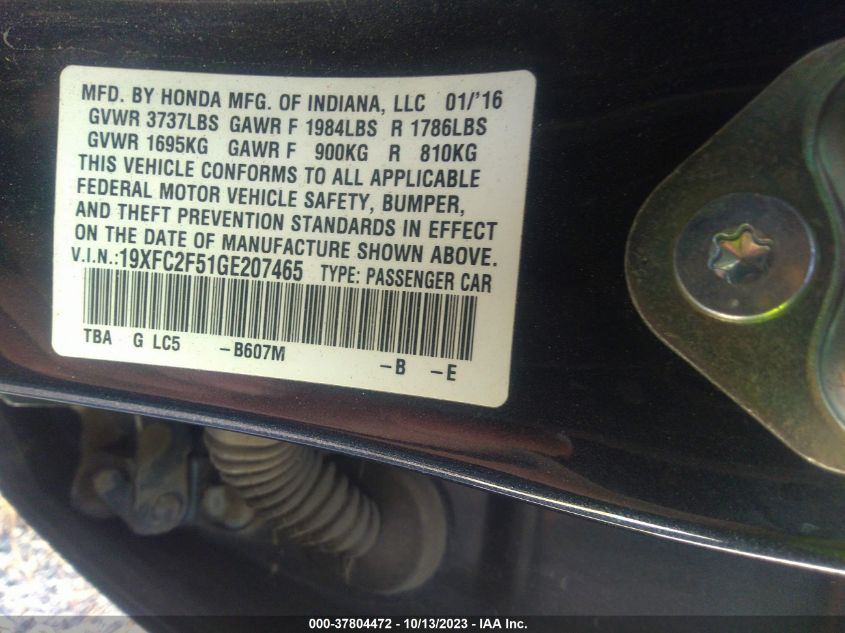 MFD. BY HONDA MFG. OF INDIANA, LLC 01/'16
GVWR 3737LBS GAWR F 1984LBS R 1786LBS
GVWR 1695KG GAWR F 900KG R 810KG
THIS VEHICLE CONFORMS TO ALL APPLICABLE
FEDERAL MOTOR VEHICLE SAFETY, BUMPER,
AND THEFT PREVENTION STANDARDS IN EFFECT
ON THE DATE OF MANUFACTURE SHOWN ABOVE.
V.I.N.:19XFC2F51GE207465 TYPE: PASSENGER CAR
TBA G LC5 -B607M
-B -E
000-37804472 - 10/13/2023 - IAA Inc.